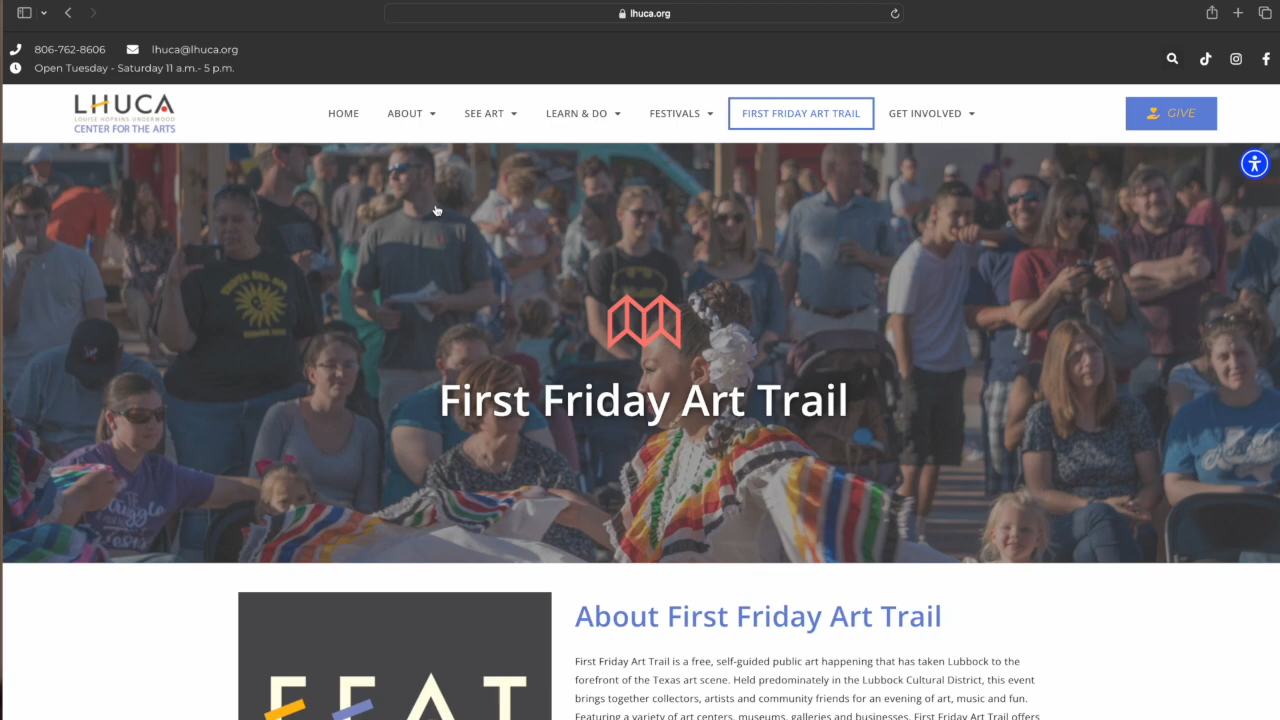 lhuca.org
806-762-8606 lhuca@lhuca.org
Open Tuesday - Saturday 11 a.m.- 5 p.m.
LHUCA
LOUISE HOPKINS UNDERWOOD
CENTER FOR THE ARTS
HOME ABOUT SEE ART LEARN & DO FESTIVALS FIRST FRIDAY ART TRAIL GET INVOLVED GIVE
First Friday Art Trail
FFAT
About First Friday Art Trail
First Friday Art Trail is a free, self-guided public art happening that has taken Lubbock to the
forefront of the Texas art scene. Held predominately in the Lubbock Cultural District, this event
brings together collectors, artists and community friends for an evening of art, music and fun.
Featuring a variety of art centers, museums, galleries and businesses, First Friday Art Trail offers